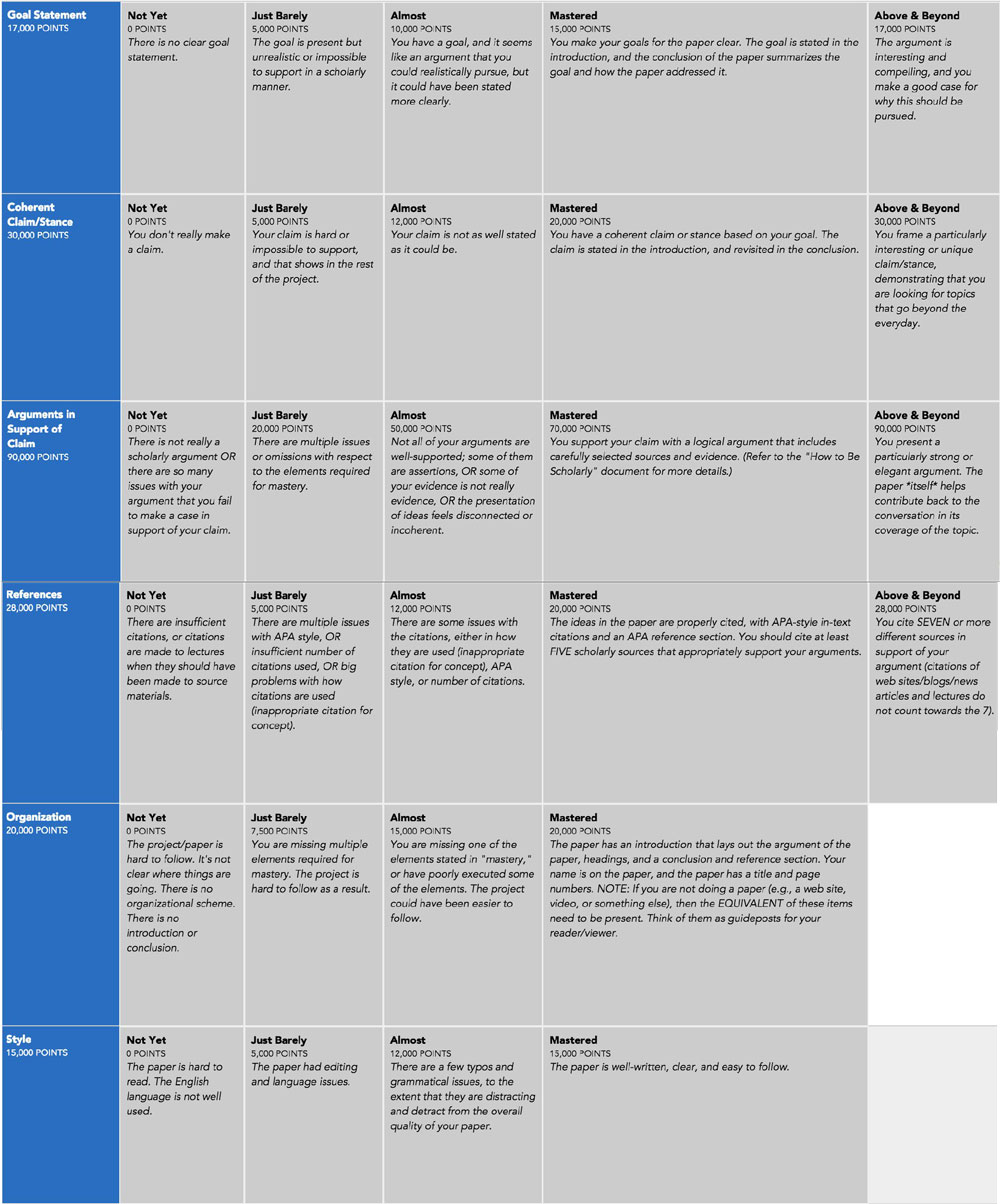 Goal Statement
17,000 POINTS
Not Yet
0 POINTS
There is no clear goal
statement.
Just Barely
5,000 POINTS
The goal is present but
unrealistic or impossible
to support in a scholarly
manner.
Almost
10,000 POINTS
You have a goal, and it seems
like an argument that you
could realistically pursue, but
it could have been stated
more clearly.
Mastered
15,000 POINTS
You make your goals for the paper clear. The goal is stated in the
introduction, and the conclusion of the paper summarizes the
goal and how the paper addressed it.
Above & Beyond
17,000 POINTS
The argument is
interesting and
compelling, and you
make a good case for
why this should be
pursued.
Coherent
Claim/Stance
30,000 POINTS
Not Yet
0 POINTS
You don't really make
a claim.
Just Barely
5,000 POINTS
Your claim is hard or
impossible to support,
and that shows in the rest
of the project.
Almost
12,000 POINTS
Your claim is not as well stated
as it could be.
Mastered
20,000 POINTS
You have a coherent claim or stance based on your goal. The
claim is stated in the introduction, and revisited in the conclusion.
Above & Beyond
30,000 POINTS
You frame a particularly
interesting or unique
claim/stance,
demonstrating that you
are looking for topics
that go beyond the
everyday.
Arguments in
Support of
Claim
90,000 POINTS
Not Yet
0 POINTS
There is not really a
scholarly argument OR
there are so many
issues with your
argument that you fail
to make a case in
support of your claim.
Just Barely
20,000 POINTS
There are multiple issues
or omissions with respect
to the elements required
for mastery.
Almost
50,000 POINTS
Not all of your arguments are
well-supported; some of them
are assertions, OR some of
your evidence is not really
evidence, OR the presentation
of ideas feels disconnected or
incoherent.
Mastered
70,000 POINTS
You support your claim with a logical argument that includes
carefully selected sources and evidence. (Refer to the "How to Be
Scholarly" document for more details.)
Above & Beyond
90,000 POINTS
You present a
particularly strong or
elegant argument. The
paper *itself* helps
contribute back to the
conversation in its
coverage of the topic.
References
28,000 POINTS
Not Yet
0 POINTS
There are insufficient
citations, or citations
are made to lectures
when they should have
been made to source
materials.
Just Barely
5,000 POINTS
There are multiple issues
with APA style, OR
insufficient number of
citations used, OR big
problems with how
citations are used
(inappropriate citation for
concept).
Almost
12,000 POINTS
There are some issues with
the citations, either in how
they are used (inappropriate
citation for concept), APA
style, or number of citations.
Mastered
20,000 POINTS
The ideas in the paper are properly cited, with APA-style in-text
citations and an APA reference section. You should cite at least
FIVE scholarly sources that appropriately support your arguments.
Above & Beyond
28,000 POINTS
You cite SEVEN or more
different sources in
support of your
argument (citations of
web sites/blogs/news
articles and lectures do
not count towards the 7).
Organization
20,000 POINTS
Not Yet
0 POINTS
The project/paper is
hard to follow. It's not
clear where things are
going. There is no
organizational scheme.
There is no
introduction or
conclusion.
Just Barely
7,500 POINTS
You are missing multiple
elements required for
mastery. The project is
hard to follow as a result.
Almost
15,000 POINTS
You are missing one of the
elements stated in "mastery,"
or have poorly executed some
of the elements. The project
could have been easier to
follow.
Mastered
20,000 POINTS
The paper has an introduction that lays out the argument of the
paper, headings, and a conclusion and reference section. Your
name is on the paper, and the paper has a title and page
numbers. NOTE: If you are not doing a paper (e.g., a web site,
video, or something else), then the EQUIVALENT of these items
need to be present. Think of them as guideposts for your
reader/viewer.
Style
15,000 POINTS
Not Yet
0 POINTS
The paper is hard to
read. The English
language is not well
used.
Just Barely
5,000 POINTS
The paper had editing
and language issues.
Almost
12,000 POINTS
There are a few typos and
grammatical issues, to the
extent that they are distracting
and detract from the overall
quality of your paper.
Mastered
15,000 POINTS
The paper is well-written, clear, and easy to follow.